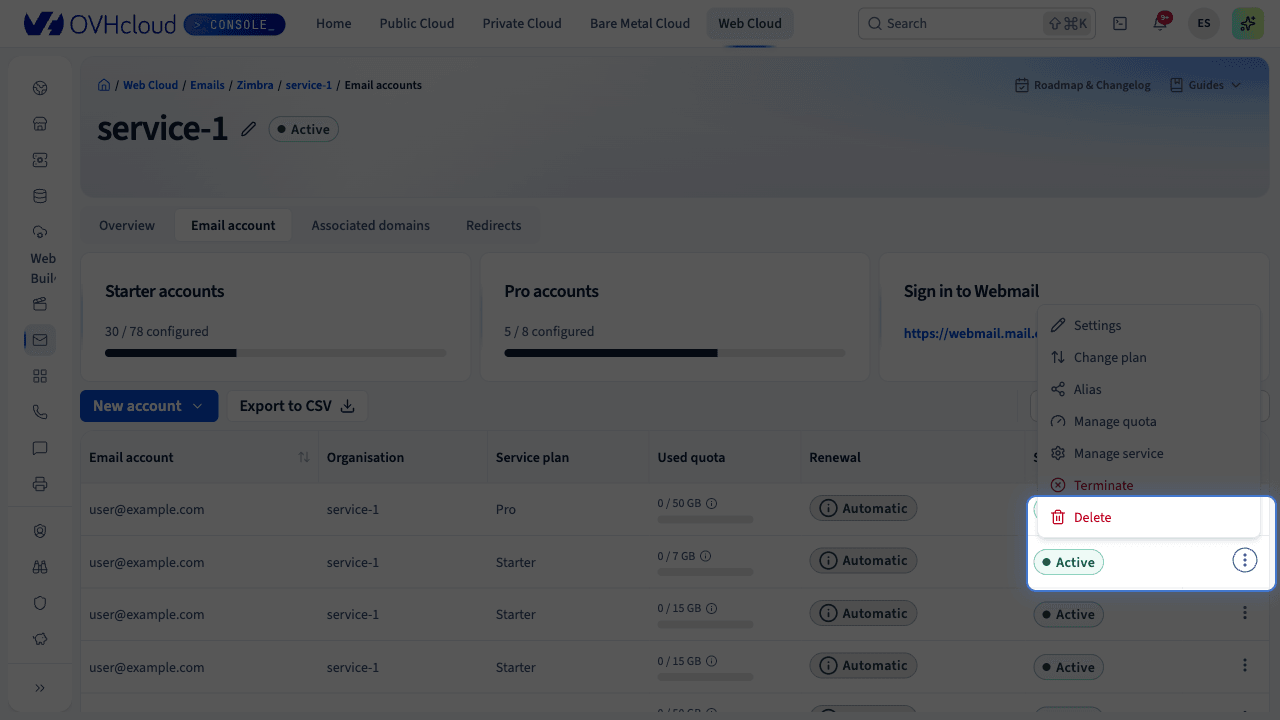 OVHcloud >_ CONSOLE_ Home Public Cloud Private Cloud Bare Metal Cloud Web Cloud Search ⇧⌘K 9+ ES
/ Web Cloud / Emails / Zimbra / service-1 / Email accounts Roadmap & Changelog Guides
service-1 Active
Overview Email account Associated domains Redirects
Web
Buil
Starter accounts Pro accounts Sign in to Webmail
30 / 78 configured 5 / 8 configured https://webmail.mail.
Settings
Change plan
Alias
Manage quota
Manage service
Terminate
Delete
New account Export to CSV
Email account Organisation Service plan Used quota Renewal
user@example.com service-1 Pro 0 / 50 GB Automatic
user@example.com service-1 Starter 0 / 7 GB Automatic Active
user@example.com service-1 Starter 0 / 15 GB Automatic Active
user@example.com service-1 Starter 0 / 15 GB Automatic Active